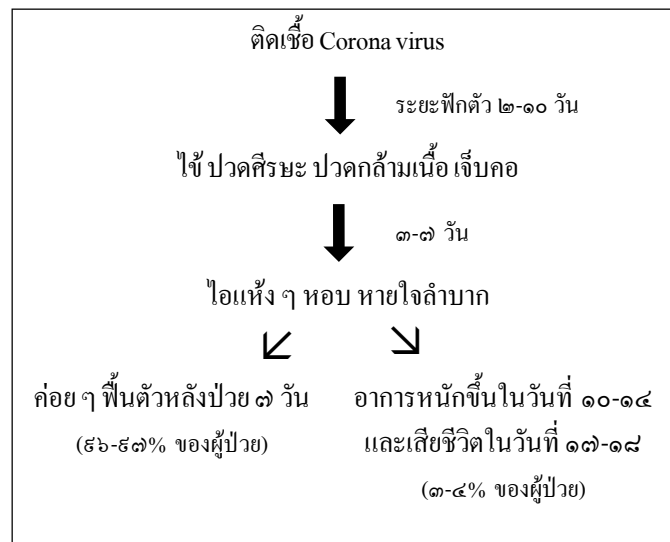 ติดเชื้อ Corona virus
ระยะฟักตัว ๒-๑๐ วัน
ไข้ ปวดศีรษะ ปวดกล้ามเนื้อ เจ็บคอ
๓-๗ วัน
ไอแห้ง ๆ หอบ หายใจลำบาก
ค่อย ๆ ฟื้นตัวหลังป่วย ๗ วัน
(๙๖-๙๗% ของผู้ป่วย)
อาการหนักขึ้นในวันที่ ๑๐-๑๔
และเสียชีวิตในวันที่ ๑๗-๑๘
(๓-๔% ของผู้ป่วย)